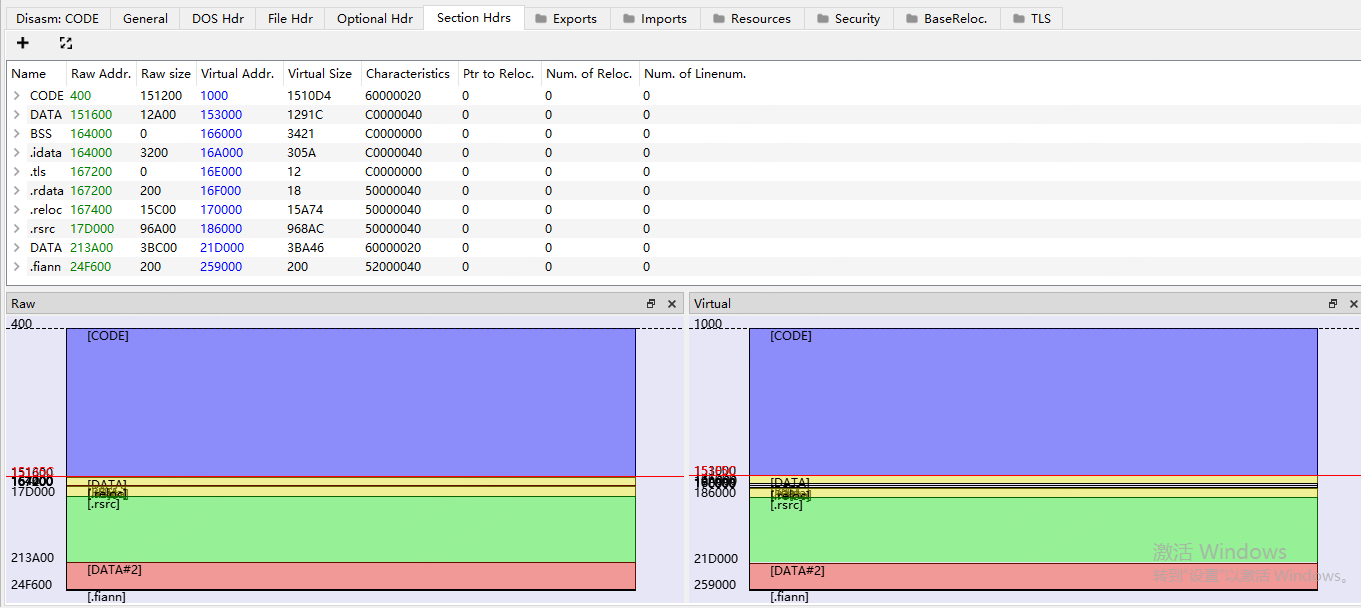 Disasm: CODE General DOS Hdr File Hdr Optional Hdr Section Hdrs Exports Imports Resources Security BaseReloc. TLS
Name Raw Addr. Raw size Virtual Addr. Virtual Size Characteristics Ptr to Reloc. Num. of Reloc. Num. of Linenum.
CODE 400 151200 1000 1510D4 60000020 0 0 0
DATA 151600 12A00 153000 1291C C0000040 0 0 0
BSS 164000 0 166000 3421 C0000000 0 0 0
.idata 164000 3200 16A000 305A C0000040 0 0 0
.tls 167200 0 16E000 12 C0000000 0 0 0
.rdata 167200 200 16F000 18 50000040 0 0 0
.reloc 167400 15C00 170000 15A74 50000040 0 0 0
.rsrc 17D000 96A00 186000 968AC 50000040 0 0 0
DATA 213A00 3BC00 21D000 3BA46 60000020 0 0 0
.fiann 24F600 200 259000 200 52000040 0 0 0
Raw
400
[CODE]
[DATA]
17D000
[.rsrc]
213A00
[DATA#2]
24F600
[.fiann]
Virtual
1000
[CODE]
[DATA]
186000
[.rsrc]
21D000
[DATA#2]
259000
[.fiann]
激活 Windows
转到"设置"以激活 Windows。